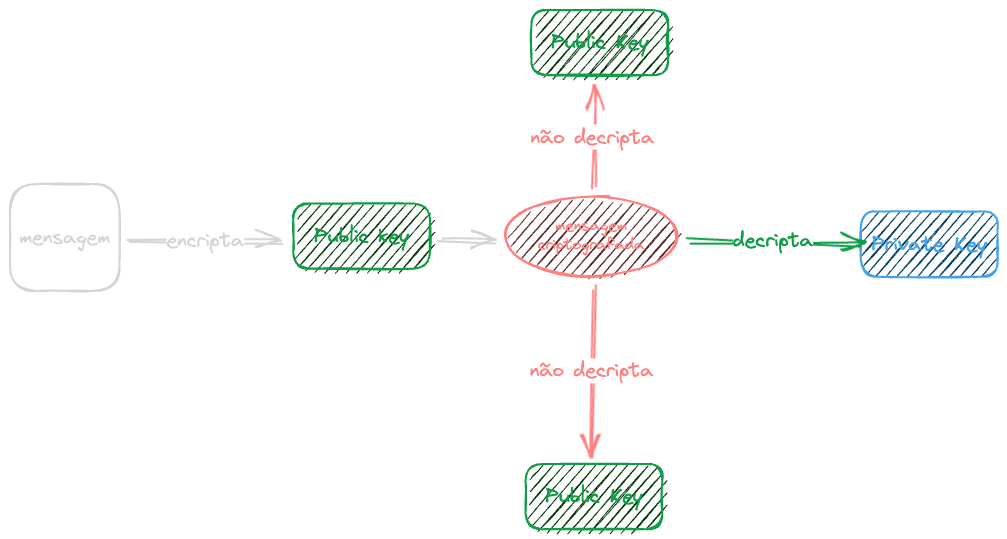 Public Key
não decripta
mensagem
encripta
Public key
mensagem
criptografada
decripta
Private Key
não decripta
Public Key